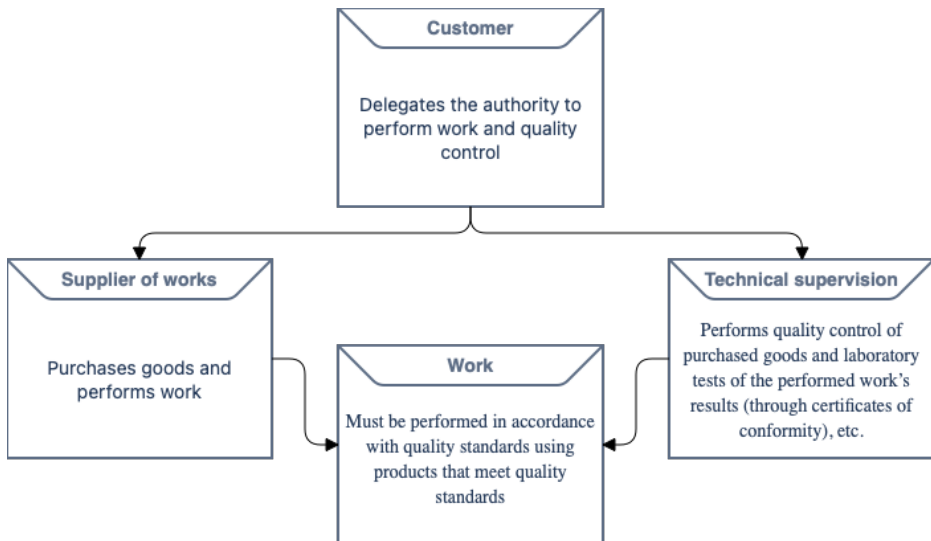 Customer
Delegates the authority to
perform work and quality
control
Supplier of works
Purchases goods and
performs work
Technical supervision
Performs quality control of
purchased goods and laboratory
tests of the performed work's
results (through certificates of
conformity), etc.
Work
Must be performed in accordance
with quality standards using
products that meet quality
standards